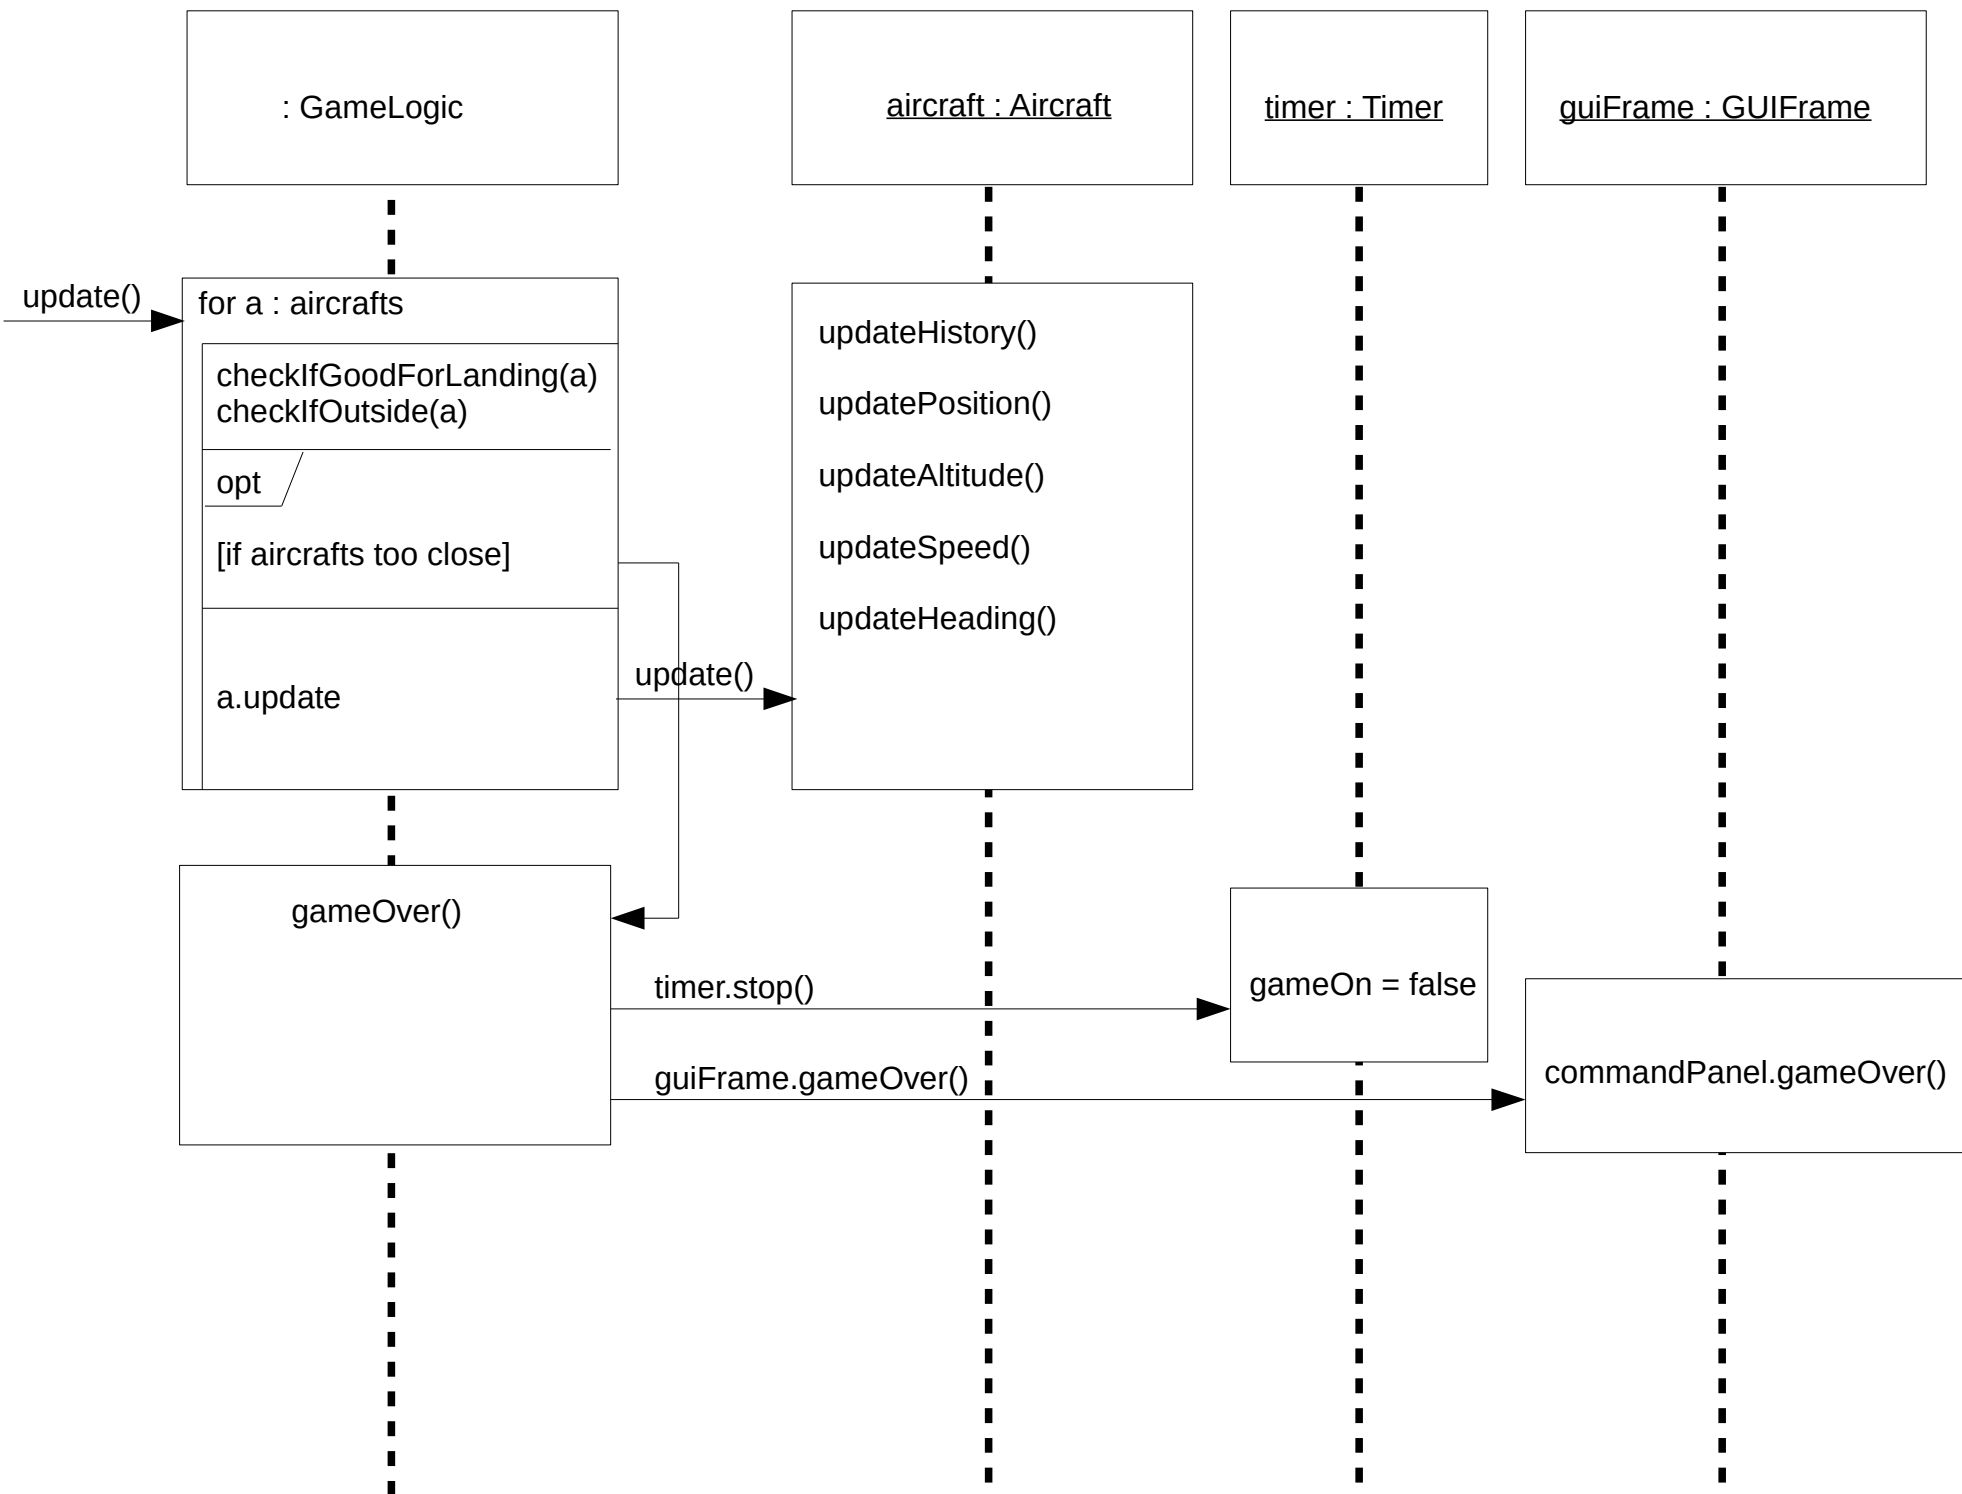 : GameLogic
aircraft : Aircraft
timer : Timer
guiFrame : GUIFrame
update()
for a : aircrafts
checkIfGoodForLanding(a)
checkIfOutside(a)
opt
[if aircrafts too close]
a.update
update()
updateHistory()
updatePosition()
updateAltitude()
updateSpeed()
updateHeading()
gameOver()
timer.stop()
gameOn = false
guiFrame.gameOver()
commandPanel.gameOver()